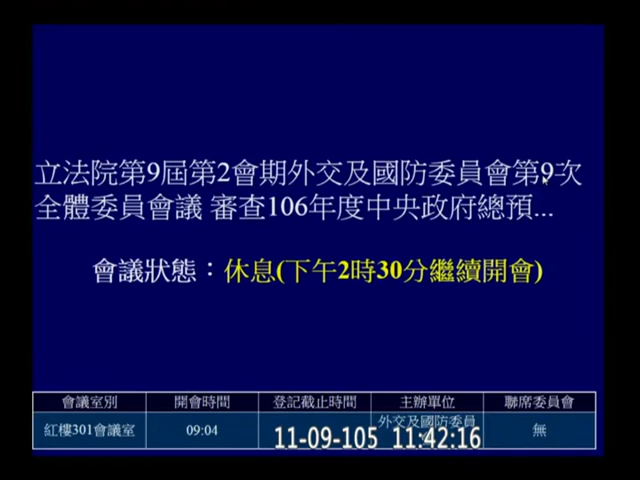 立法院第9屆第2會期外交及國防委員會第9次
全體委員會議 審查106年度中央政府總預...
會議狀態：休息(下午2時30分繼續開會)
會議室別 開會時間 登記截止時間 主辦單位 聯席委員會
紅樓301會議室 09:04 外交及國防委員 無
11-09-105 11:42:16